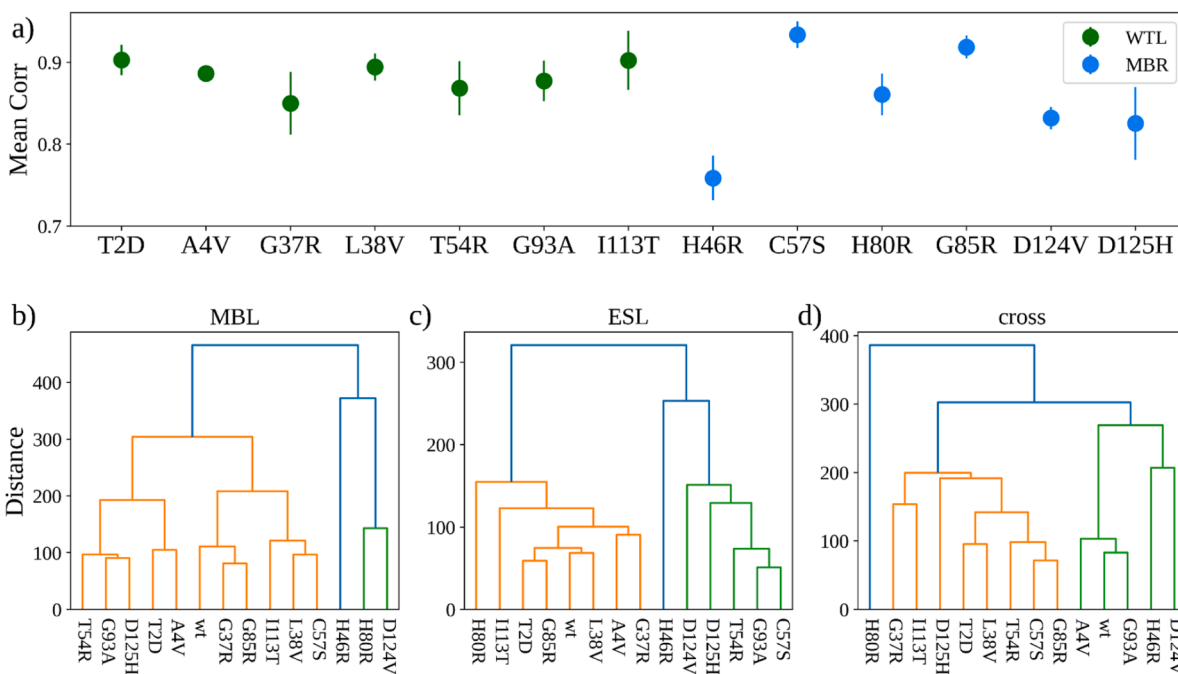 a)
Mean Corr
0.9
0.8
0.7
WTL
MBR
T2D A4V G37R L38V T54R G93A I113T H46R C57S H80R G85R D124V D125H
b) MBL
Distance
400
300
200
100
0
T54R G93A D125H T2D A4V wt G37R G85R I113T L38V C57S H46R H80R D124V
c) ESL
300
200
100
0
H80R I113T T2D G85R wt L38V A4V G37R H46R D124V D125H T54R G93A C57S
d) cross
400
300
200
100
0
H80R G37R I113T D125H T2D L38V T54R C57S G85R A4V wt G93A H46R D124V